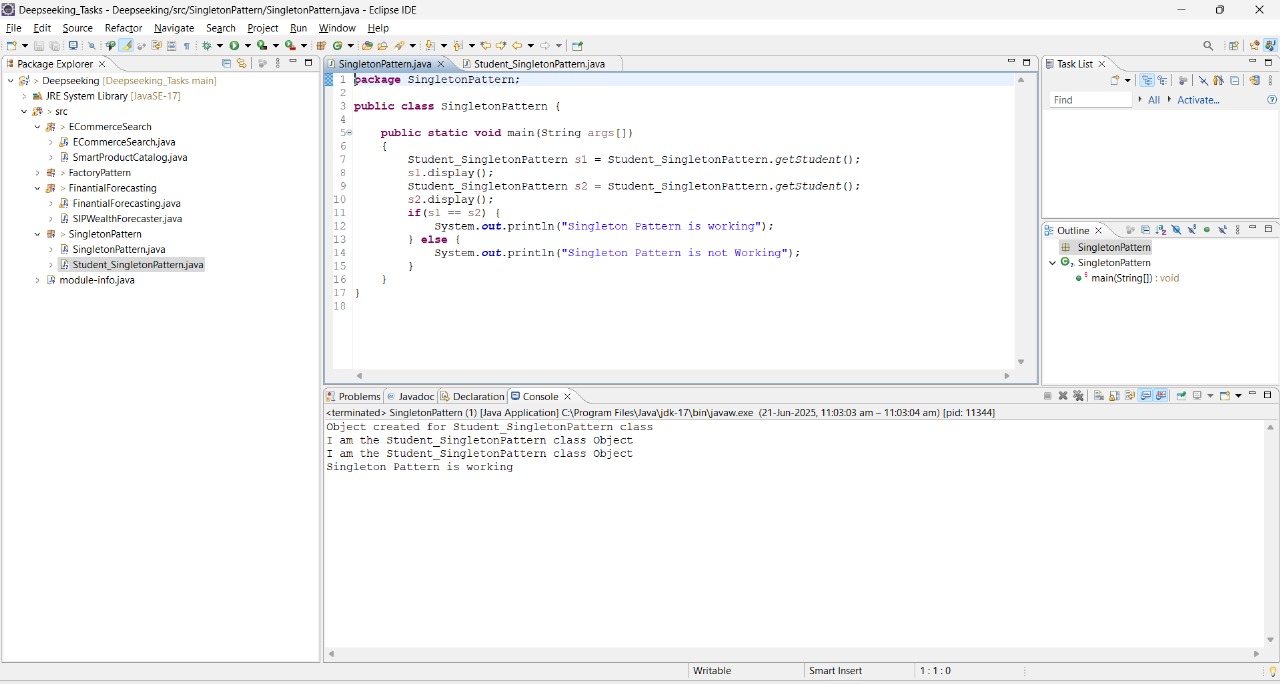 Deepseeking_Tasks - Deepseeking/src/SingletonPattern/SingletonPattern.java - Eclipse IDE
File Edit Source Refactor Navigate Search Project Run Window Help
Package Explorer
> Deepseeking [Deepseeking_Tasks main]
JRE System Library [JavaSE-17]
> src
> ECommerceSearch
ECommerceSearch.java
SmartProductCatalog.java
> FactoryPattern
> FinantialForecasting
FinantialForecasting.java
SIPWealthForecaster.java
> SingletonPattern
SingletonPattern.java
Student_SingletonPattern.java
module-info.java
SingletonPattern.java Student_SingletonPattern.java
1 package SingletonPattern;
2
3 public class SingletonPattern {
4
5 public static void main(String args[])
6 {
7 Student_SingletonPattern s1 = Student_SingletonPattern.getStudent();
8 s1.display();
9 Student_SingletonPattern s2 = Student_SingletonPattern.getStudent();
10 s2.display();
11 if(s1 == s2) {
12 System.out.println("Singleton Pattern is working");
13 } else {
14 System.out.println("Singleton Pattern is not Working");
15 }
16 }
17 }
18
Task List
Find All Activate...
Outline
SingletonPattern
SingletonPattern
main(String[]) : void
Problems Javadoc Declaration Console
<terminated> SingletonPattern (1) [Java Application] C:\Program Files\Java\jdk-17\bin\javaw.exe (21-Jun-2025, 11:03:03 am – 11:03:04 am) [pid: 11344]
Object created for Student_SingletonPattern class
I am the Student_SingletonPattern class Object
I am the Student_SingletonPattern class Object
Singleton Pattern is working
Writable Smart Insert 1 : 1 : 0